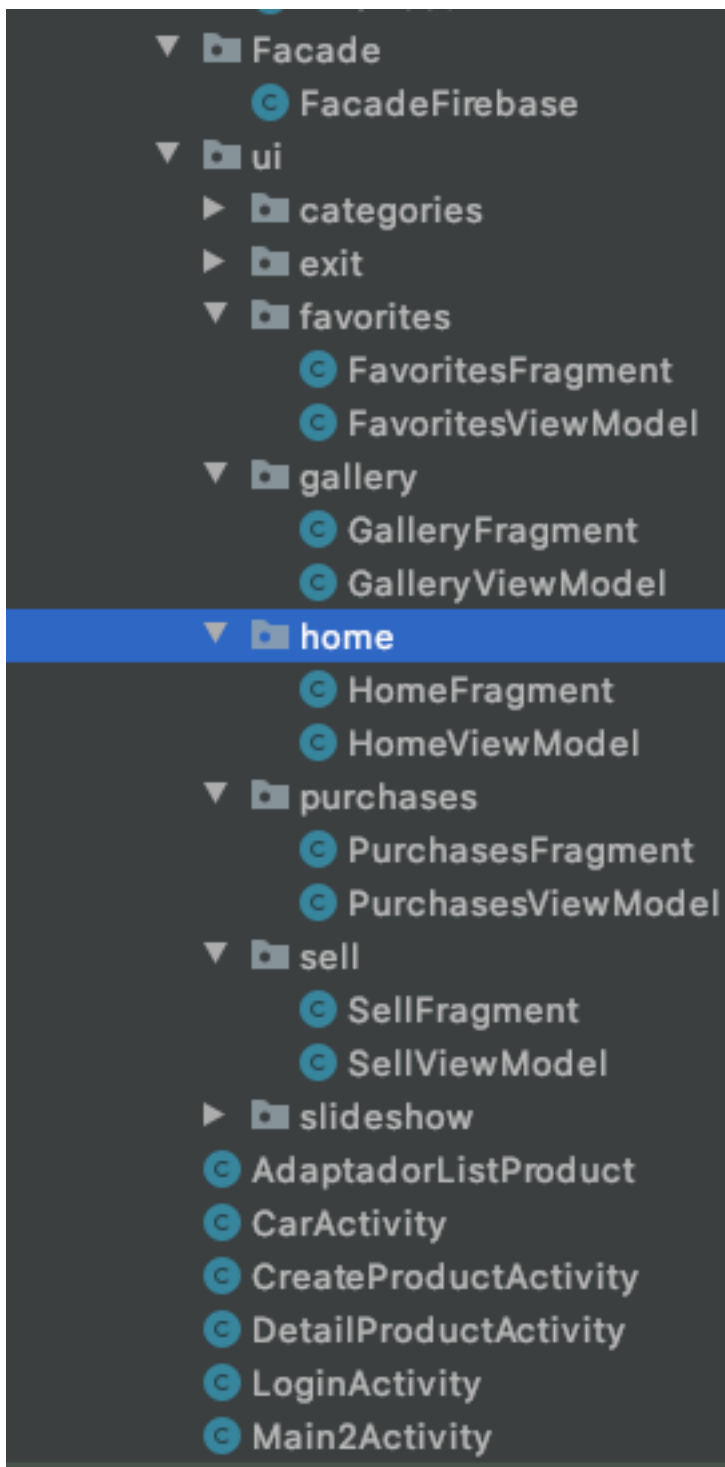 Facade
FacadeFirebase
ui
categories
exit
favorites
FavoritesFragment
FavoritesViewModel
gallery
GalleryFragment
GalleryViewModel
home
HomeFragment
HomeViewModel
purchases
PurchasesFragment
PurchasesViewModel
sell
SellFragment
SellViewModel
slideshow
AdaptadorListProduct
CarActivity
CreateProductActivity
DetailProductActivity
LoginActivity
Main2Activity